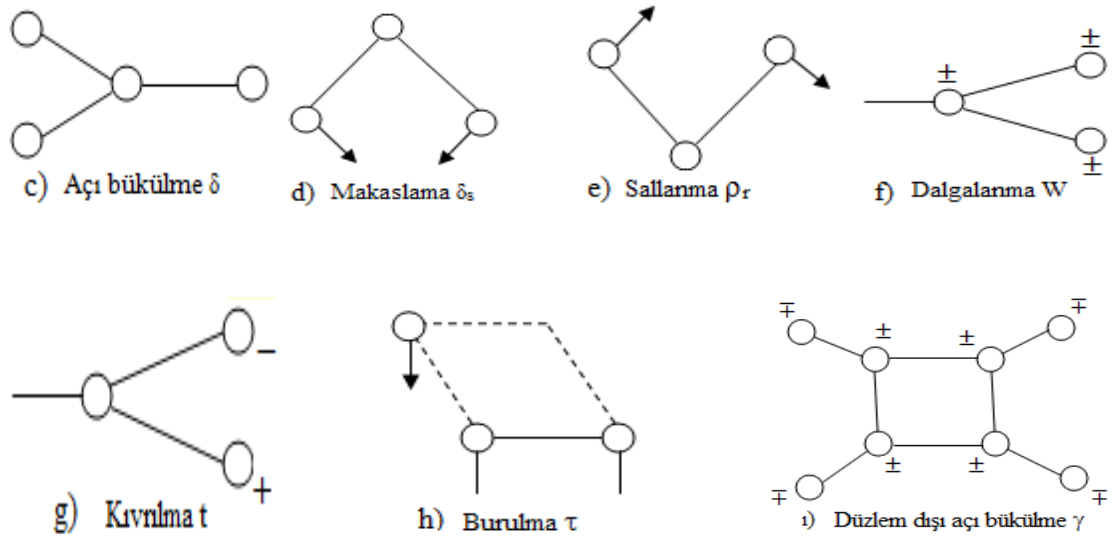 ± ±
±
c) Açı bükülme δ
d) Makaslama δs
e) Sallanma ρr
f) Dalgalanma W
∓ ± ± ∓
−
+
∓ ± ± ∓
g) Kıvrılma t
h) Burulma τ
ı) Düzlem dışı açı bükülme γ